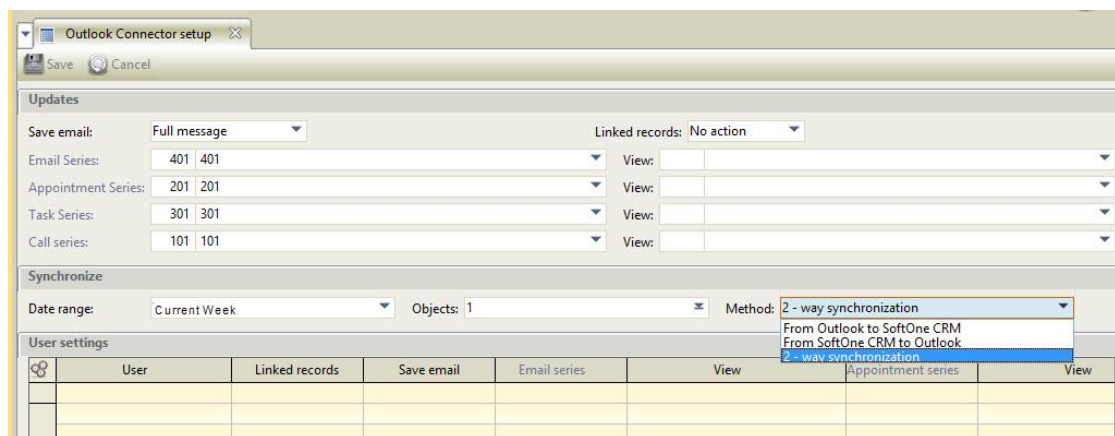 Outlook Connector setup
Save Cancel
Updates
Save email: Full message Linked records: No action
Email Series: 401 401 View:
Appointment Series: 201 201 View:
Task Series: 301 301 View:
Call series: 101 101 View:
Synchronize
Date range: Current Week Objects: 1 Method: 2 - way synchronization
From Outlook to SoftOne CRM
From SoftOne CRM to Outlook
2 - way synchronization
User settings
User Linked records Save email Email series View Appointment series View